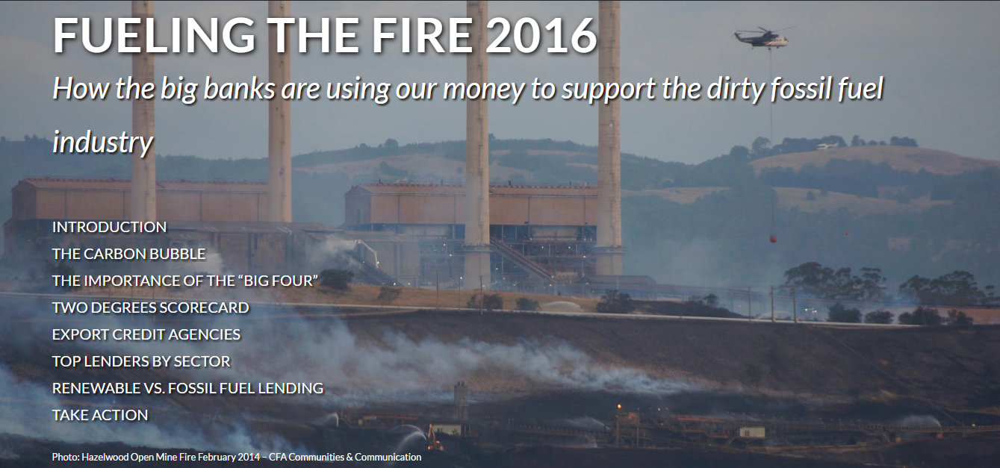 FUELING THE FIRE 2016
How the big banks are using our money to support the dirty fossil fuel
industry
INTRODUCTION
THE CARBON BUBBLE
THE IMPORTANCE OF THE “BIG FOUR”
TWO DEGREES SCORECARD
EXPORT CREDIT AGENCIES
TOP LENDERS BY SECTOR
RENEWABLE VS. FOSSIL FUEL LENDING
TAKE ACTION
Photo: Hazelwood Open Mine Fire February 2014 – CFA Communities & Communication